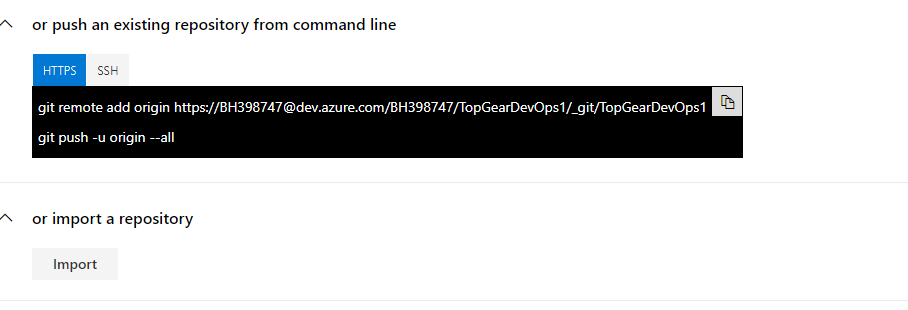 or push an existing repository from command line
HTTPS SSH
git remote add origin https://BH398747@dev.azure.com/BH398747/TopGearDevOps1/_git/TopGearDevOps1
git push -u origin --all
or import a repository
Import